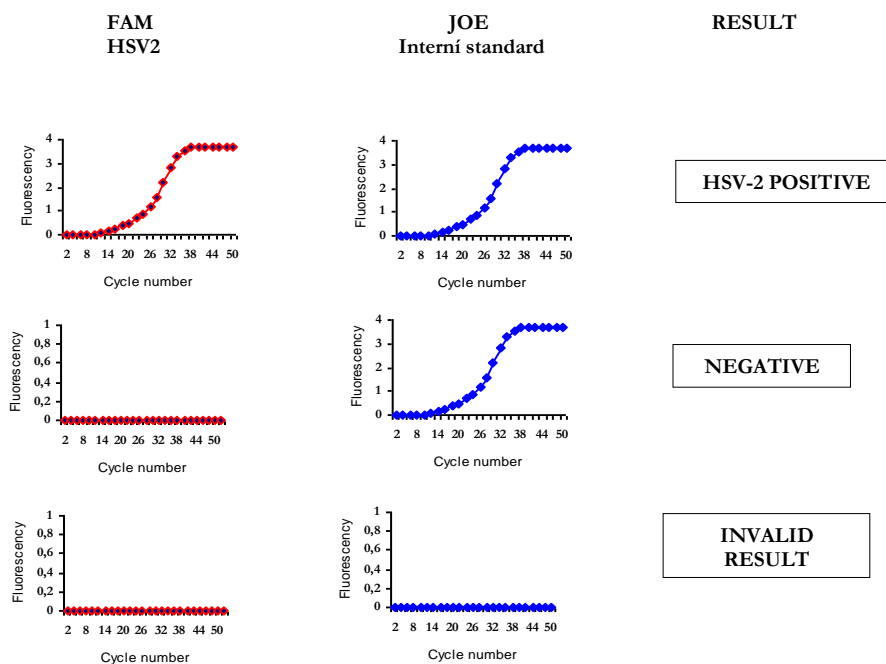 FAM JOE RESULT
HSV2 Interní standard
4
3
2
1
0
Fluorescency
2 8 14 20 26 32 38 44 50
Cycle number
4
3
2
1
0
Fluorescency
2 8 14 20 26 32 38 44 50
Cycle number
HSV-2 POSITIVE
1
0,8
0,6
0,4
0,2
0
Fluorescency
2 8 14 20 26 32 38 44 50
Cycle number
4
3
2
1
0
Fluorescency
2 8 14 20 26 32 38 44 50
Cycle number
NEGATIVE
1
0,8
0,6
0,4
0,2
0
Fluorescency
2 8 14 20 26 32 38 44 50
Cycle number
1
0,8
0,6
0,4
0,2
0
Fluorescency
2 8 14 20 26 32 38 44 50
Cycle number
INVALID
RESULT